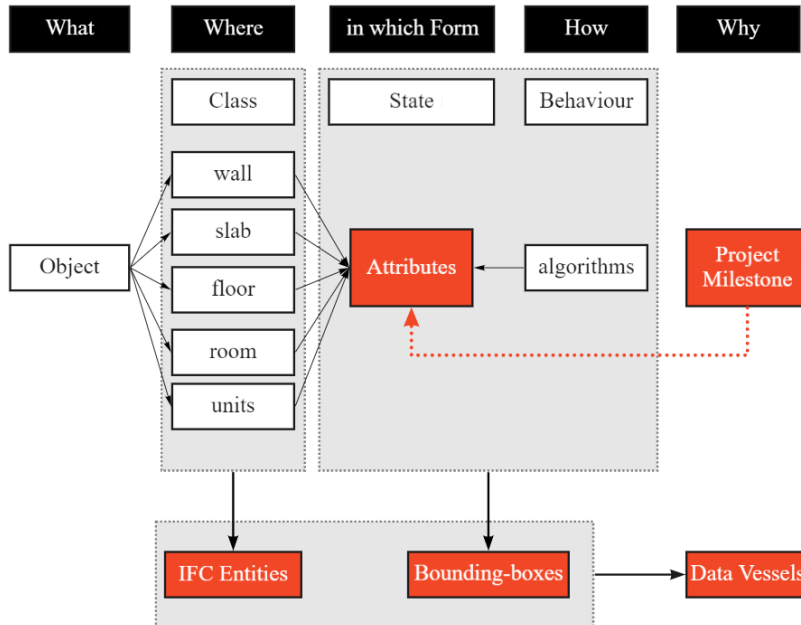 What
Where
in which Form
How
Why
Class
State
Behaviour
wall
slab
Object
floor
room
units
Attributes
algorithms
Project
Milestone
IFC Entities
Bounding-boxes
Data Vessels